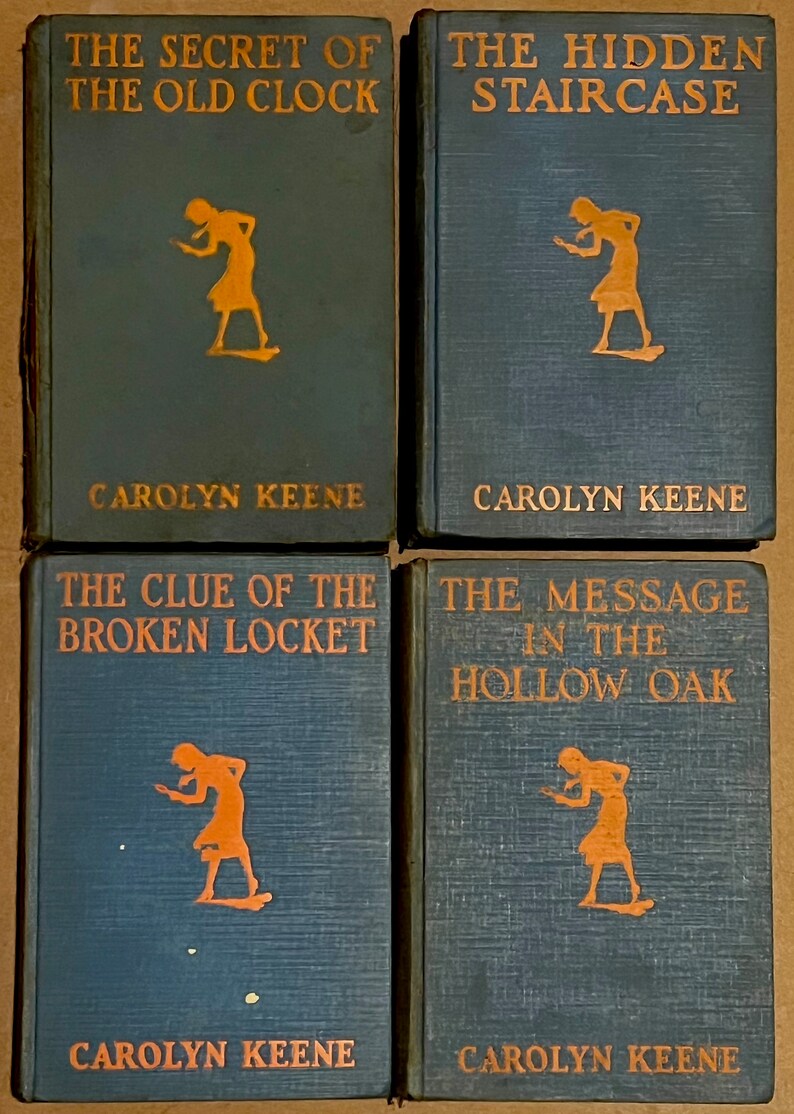 THE SECRET OF
THE OLD CLOCK
CAROLYN KEENE
THE HIDDEN
STAIRCASE
CAROLYN KEENE
THE CLUE OF THE
BROKEN LOCKET
CAROLYN KEENE
THE MESSAGE
IN THE
HOLLOW OAK
CAROLYN KEENE